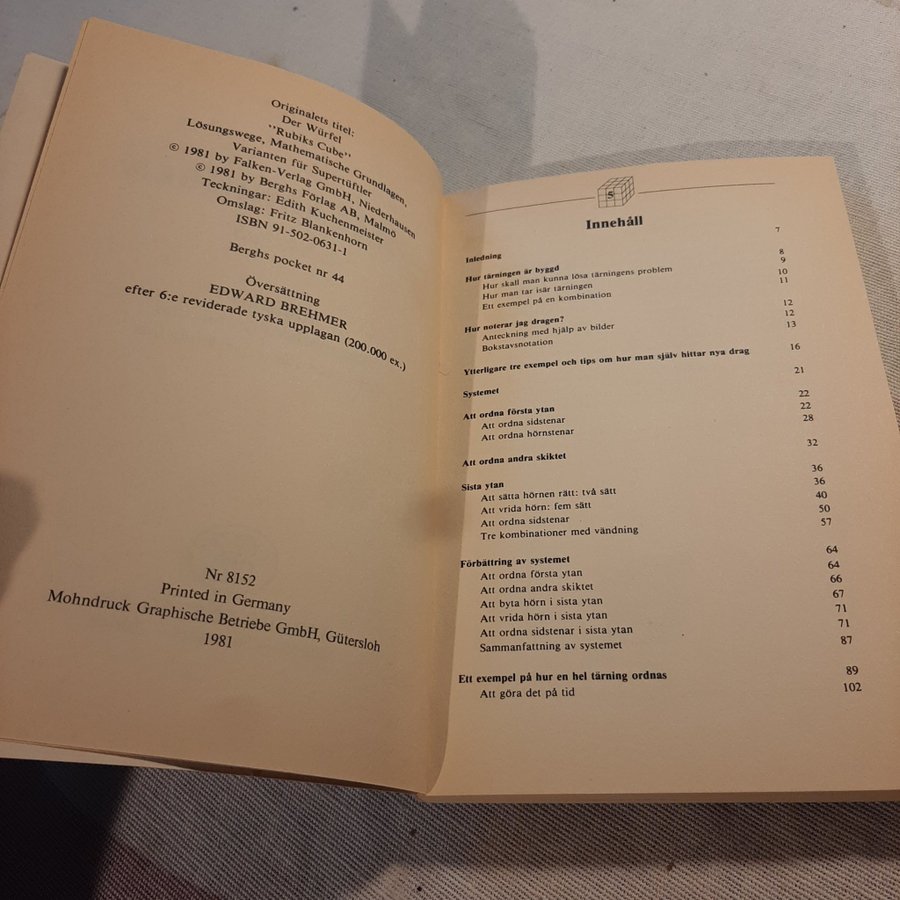 Originalets titel:
Der Würfel
"Rubiks Cube"
Lösungswege, Mathematische Grundlagen,
Varianten für Supertüftler
© 1981 by Falken-Verlag GmbH, Niederhausen
© 1981 by Berghs Förlag AB, Malmö
Teckningar: Edith Kuchenmeister
Omslag: Fritz Blankenhorn
ISBN 91-502-0631-1
Berghs pocket nr 44
Översättning
EDWARD BREHMER
efter 6:e reviderade tyska upplagan (200.000 ex.)
Nr 8152
Printed in Germany
Mohndruck Graphische Betriebe GmbH, Gütersloh
1981
5
Innehåll
Inledning 7
Hur tärningen är byggd 8
Hur skall man kunna lösa tärningens problem 9
Hur man tar isär tärningen 10
Ett exempel på en kombination 11
Hur noterar jag dragen? 12
Anteckning med hjälp av bilder 12
Bokstavsnotation 13
Ytterligare tre exempel och tips om hur man själv hittar nya drag 16
Systemet 21
Att ordna första ytan 22
Att ordna sidstenar 22
Att ordna hörnstenar 28
Att ordna andra skiktet 32
Sista ytan 36
Att sätta hörnen rätt: två sätt 36
Att vrida hörn: fem sätt 40
Att ordna sidstenar 50
Tre kombinationer med vändning 57
Förbättring av systemet 64
Att ordna första ytan 64
Att ordna andra skiktet 66
Att byta hörn i sista ytan 67
Att vrida hörn i sista ytan 71
Att ordna sidstenar i sista ytan 71
Sammanfattning av systemet 87
Ett exempel på hur en hel tärning ordnas 89
Att göra det på tid 102